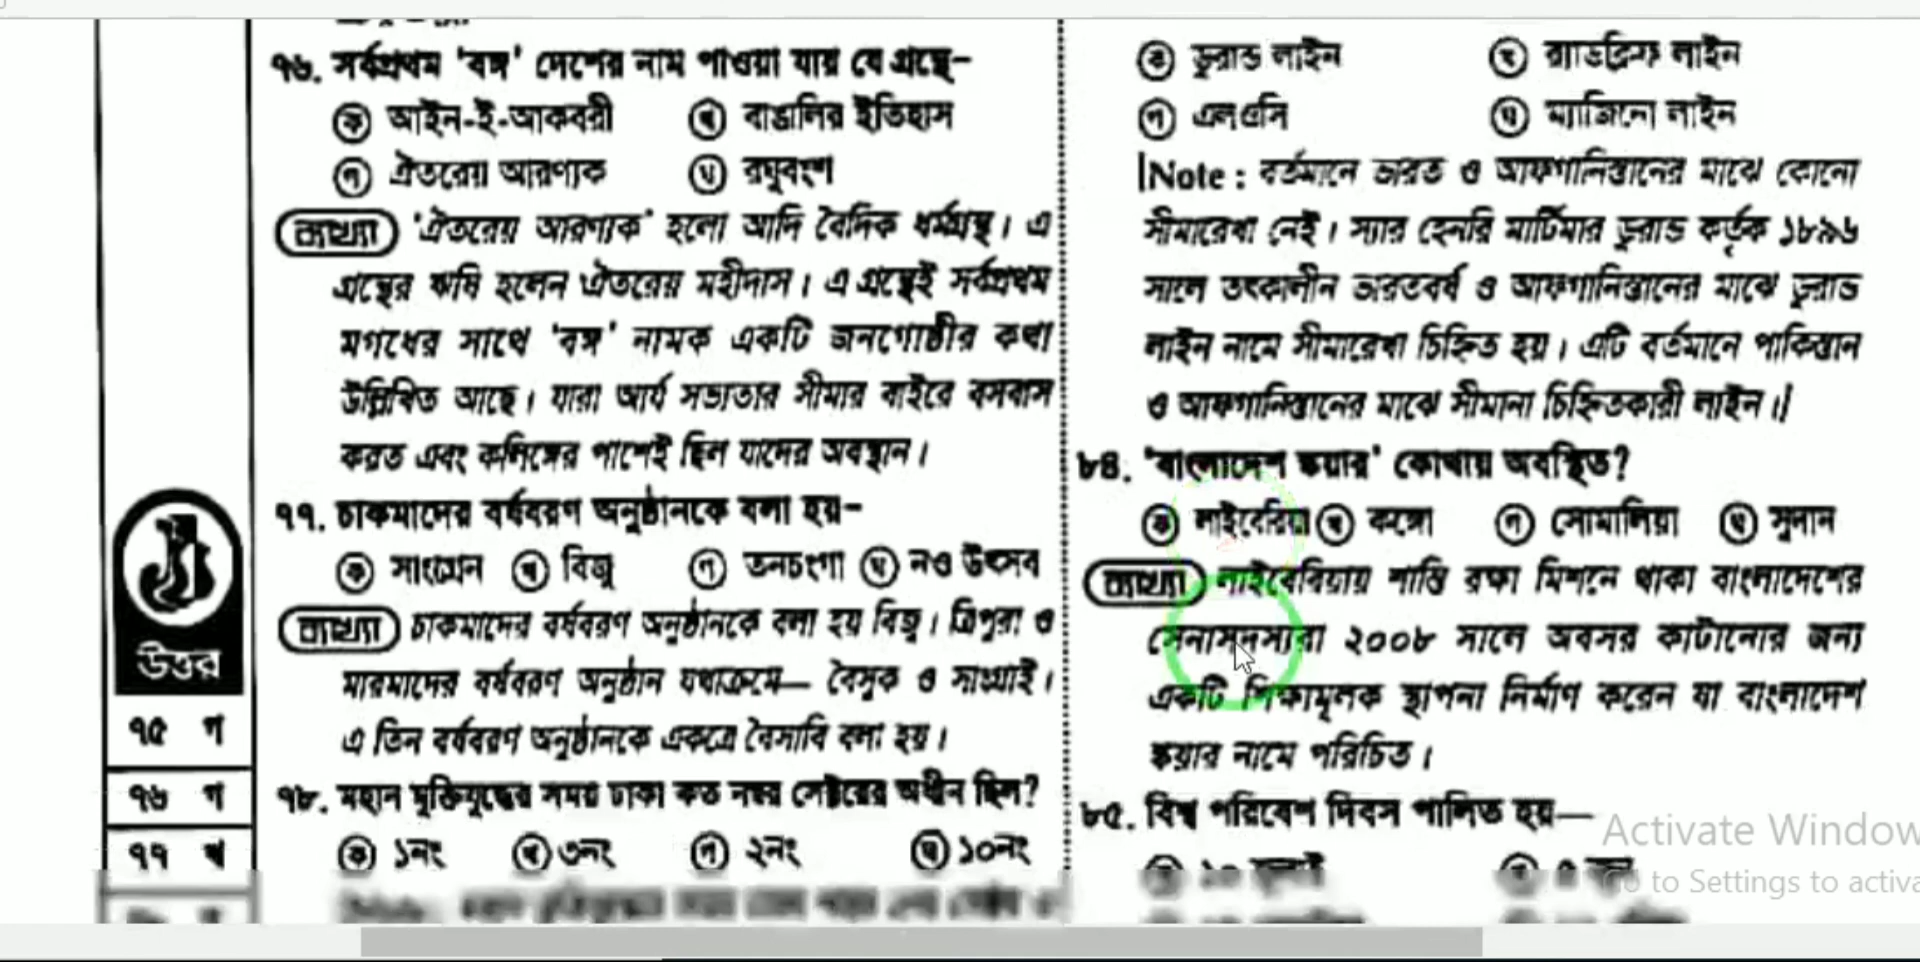 ৭৬. সর্বপ্রথম 'বঙ্গ' দেশের নাম পাওয়া যায় যে গ্রন্থে–
ক আইন-ই-আকবরী খ বাঙালির ইতিহাস
গ ঐতরেয় আরণ্যক ঘ রঘুবংশ
ব্যাখ্যা 'ঐতরেয় আরণ্যক' হলো আদি বৈদিক ধর্মগ্রন্থ। এ
গ্রন্থের ঋষি হলেন ঐতরেয় মহীদাস। এ গ্রন্থেই সর্বপ্রথম
মগধের সাথে 'বঙ্গ' নামক একটি জনগোষ্ঠীর কথা
উল্লিখিত আছে। যারা আর্য সভ্যতার সীমার বাইরে বসবাস
করত এবং কলিঙ্গের পাশেই ছিল যাদের অবস্থান।
৭৭. চাকমাদের বর্ষবরণ অনুষ্ঠানকে বলা হয়–
ক সাংগ্রেন খ বিজু গ তনচংগা ঘ নও উৎসব
ব্যাখ্যা চাকমাদের বর্ষবরণ অনুষ্ঠানকে বলা হয় বিজু। ত্রিপুরা ও
মারমাদের বর্ষবরণ অনুষ্ঠান যথাক্রমে— বৈসুক ও সাংগ্রাই।
এ তিন বর্ষবরণ অনুষ্ঠানকে একত্রে বৈসাবি বলা হয়।
৭৮. মহান মুক্তিযুদ্ধের সময় ঢাকা কত নম্বর সেক্টরের অধীন ছিল?
ক ১নং খ ৩নং গ ২নং ঘ ১০নং
উত্তর
৭৫ গ
৭৬ গ
৭৭ খ
ক ডুরান্ড লাইন খ র‍্যাডক্লিফ লাইন
গ এলওসি ঘ ম্যাজিনো লাইন
[Note : বর্তমানে ভারত ও আফগানিস্তানের মাঝে কোনো
সীমারেখা নেই। স্যার হেনরি মার্টিমার ডুরান্ড কর্তৃক ১৮৯৬
সালে তৎকালীন ভারতবর্ষ ও আফগানিস্তানের মাঝে ডুরান্ড
লাইন নামে সীমারেখা চিহ্নিত হয়। এটি বর্তমানে পাকিস্তান
ও আফগানিস্তানের মাঝে সীমানা চিহ্নিতকারী লাইন।]
৮৪. 'বাংলাদেশ স্কয়ার' কোথায় অবস্থিত?
ক লাইবেরিয়া খ কঙ্গো গ সোমালিয়া ঘ সুদান
ব্যাখ্যা লাইবেরিয়ায় শান্তি রক্ষা মিশনে থাকা বাংলাদেশের
সেনাসদস্যরা ২০০৮ সালে অবসর কাটানোর জন্য
একটি শিক্ষামূলক স্থাপনা নির্মাণ করেন যা বাংলাদেশ
স্কয়ার নামে পরিচিত।
৮৫. বিশ্ব পরিবেশ দিবস পালিত হয়—
Activate Window
to Settings to activa